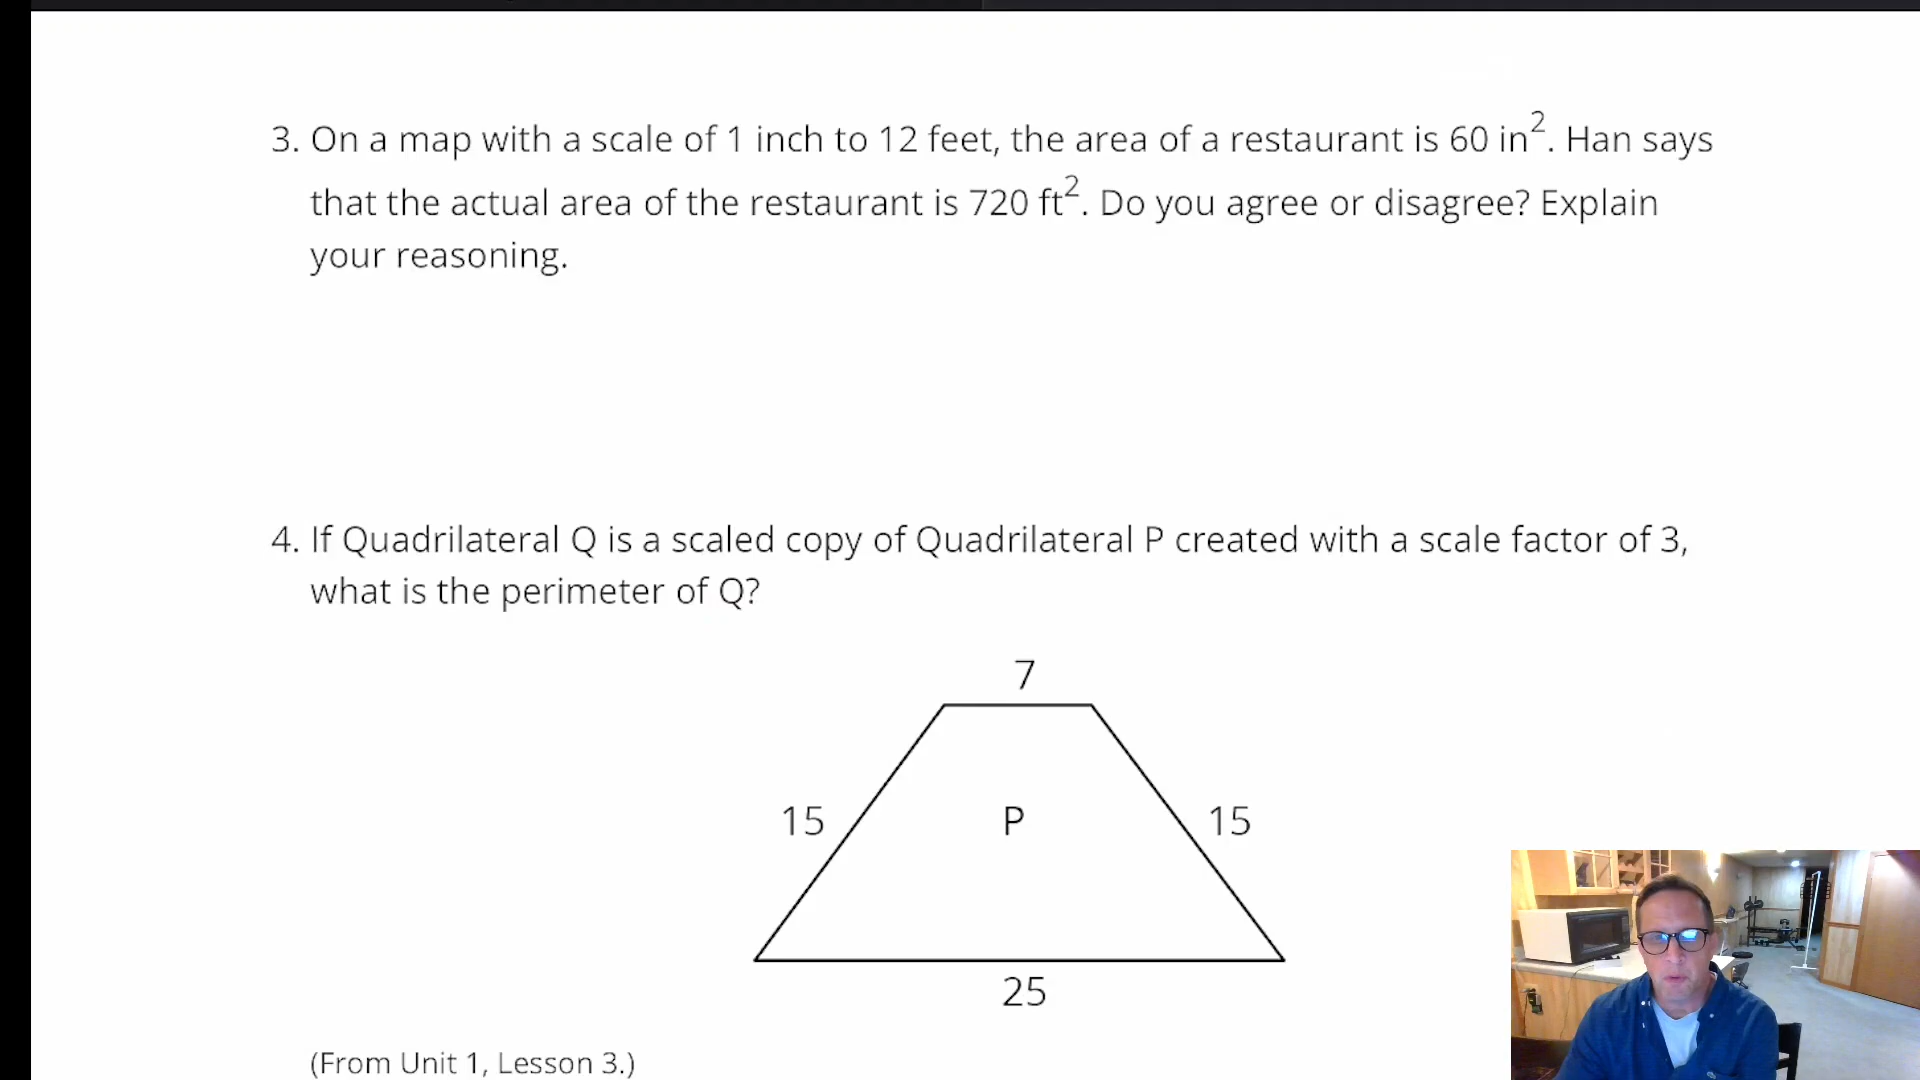 3. On a map with a scale of 1 inch to 12 feet, the area of a restaurant is 60 in². Han says
that the actual area of the restaurant is 720 ft². Do you agree or disagree? Explain
your reasoning.
4. If Quadrilateral Q is a scaled copy of Quadrilateral P created with a scale factor of 3,
what is the perimeter of Q?
7
15 P 15
25
(From Unit 1, Lesson 3.)